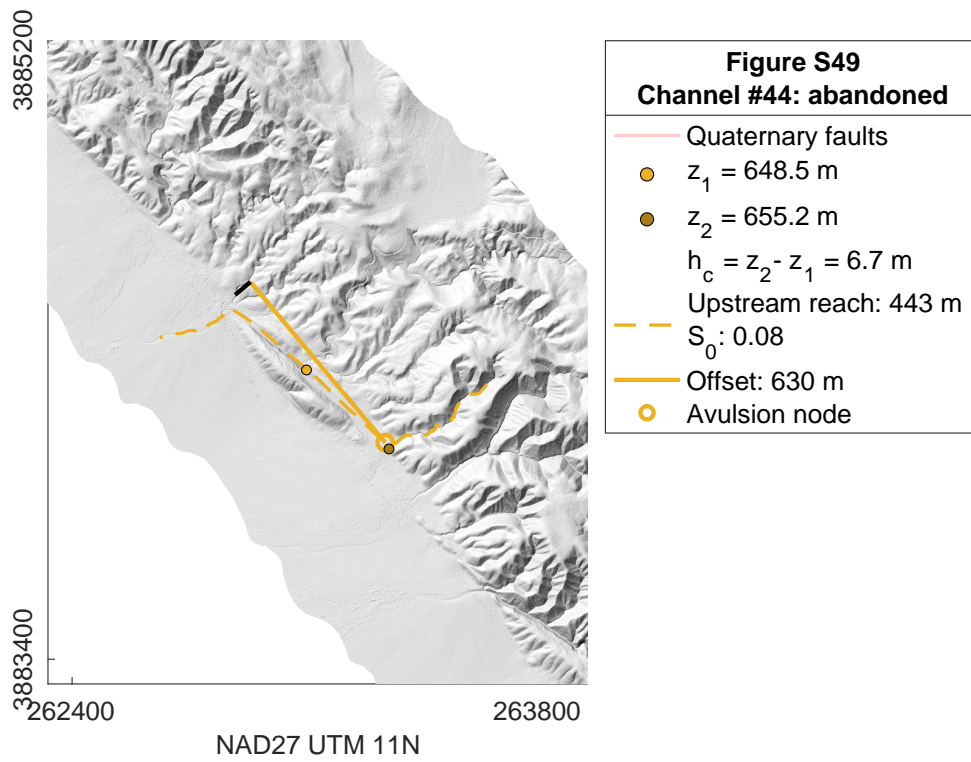 3885200
3883400
262400
263800
NAD27 UTM 11N
Figure S49
Channel #44: abandoned
Quaternary faults
z1 = 648.5 m
z2 = 655.2 m
hc = z2- z1 = 6.7 m
Upstream reach: 443 m
S0: 0.08
Offset: 630 m
Avulsion node